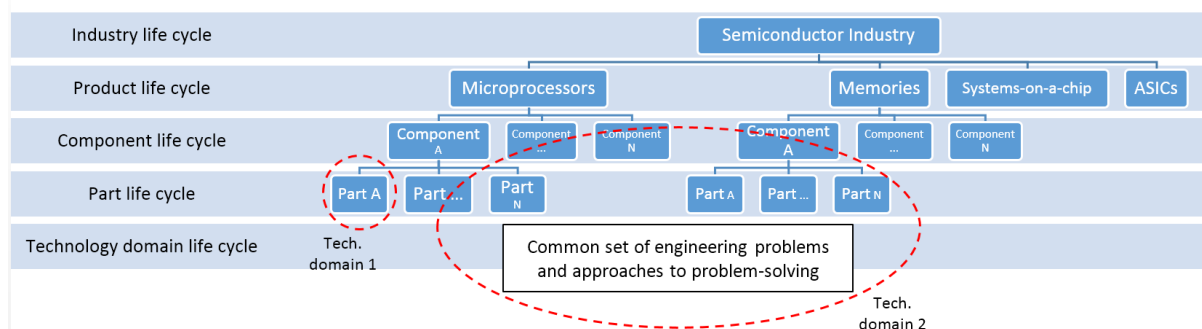 Industry life cycle
Semiconductor Industry
Product life cycle
Microprocessors
Memories
Systems-on-a-chip
ASICs
Component life cycle
Component
A
Component
...
Component
N
Component
A
Component
...
Component
N
Part life cycle
Part A
Part ...
Part
N
Part A
Part ...
Part N
Technology domain life cycle
Tech.
domain 1
Common set of engineering problems
and approaches to problem-solving
Tech.
domain 2